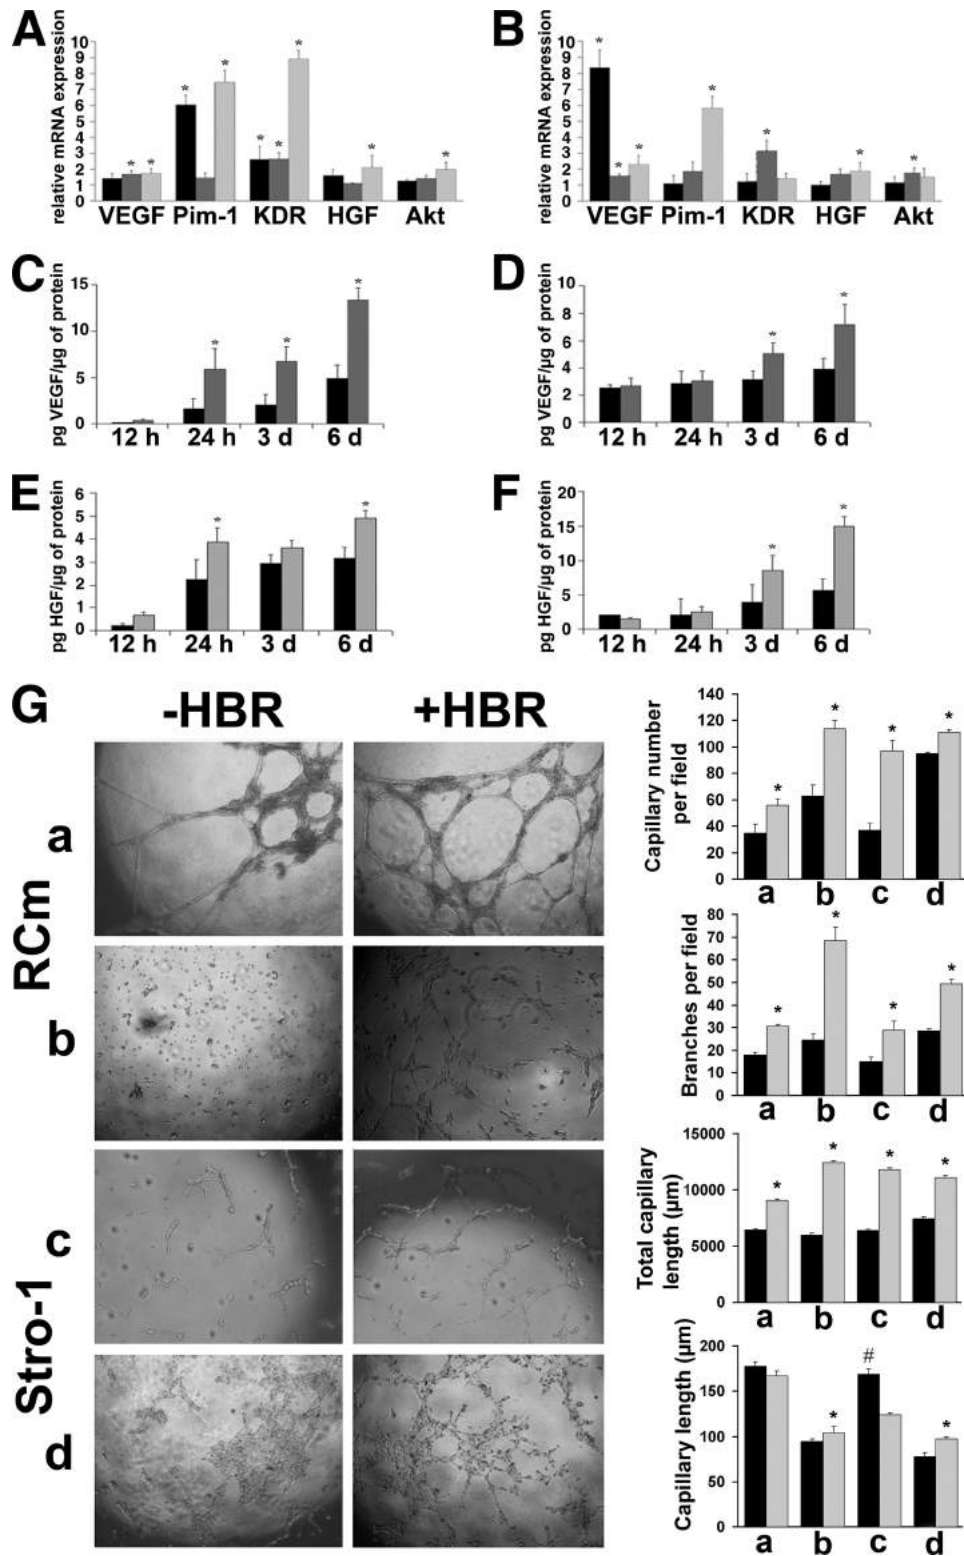 A
relative mRNA expression
10
9
8
7
6
5
4
3
2
1
0
* * * * * * * * *
VEGF Pim-1 KDR HGF Akt
B
relative mRNA expression
10
9
8
7
6
5
4
3
2
1
0
* * * * * * *
VEGF Pim-1 KDR HGF Akt
C
pg VEGF/µg of protein
15
10
5
0
* * *
12 h 24 h 3 d 6 d
D
pg VEGF/µg of protein
10
8
6
4
2
0
* *
12 h 24 h 3 d 6 d
E
pg HGF/µg of protein
6
5
4
3
2
1
0
* *
12 h 24 h 3 d 6 d
F
pg HGF/µg of protein
20
15
10
5
0
* *
12 h 24 h 3 d 6 d
G
-HBR +HBR
RCm
a
b
Stro-1
c
d
Capillary number
per field
140
120
100
80
60
40
20
0
* * * *
a b c d
Branches per field
80
70
60
50
40
30
20
10
0
* * * *
a b c d
Total capillary
length (µm)
15000
10000
5000
0
* * * *
a b c d
Capillary length (µm)
200
150
100
50
0
* # *
a b c d